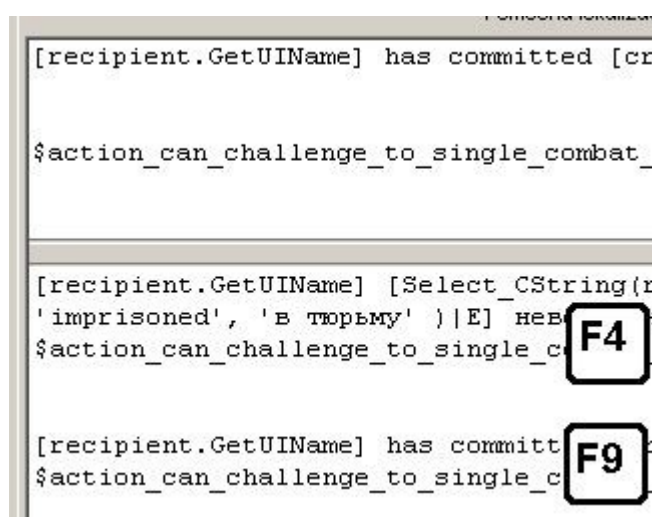 [recipient.GetUIName] has committed [cr
$action_can_challenge_to_single_combat_
[recipient.GetUIName] [Select_CString(r
'imprisoned', 'в тюрьму' )|E] нев
F4
$action_can_challenge_to_single_c
[recipient.GetUIName] has committ
F9
$action_can_challenge_to_single_c